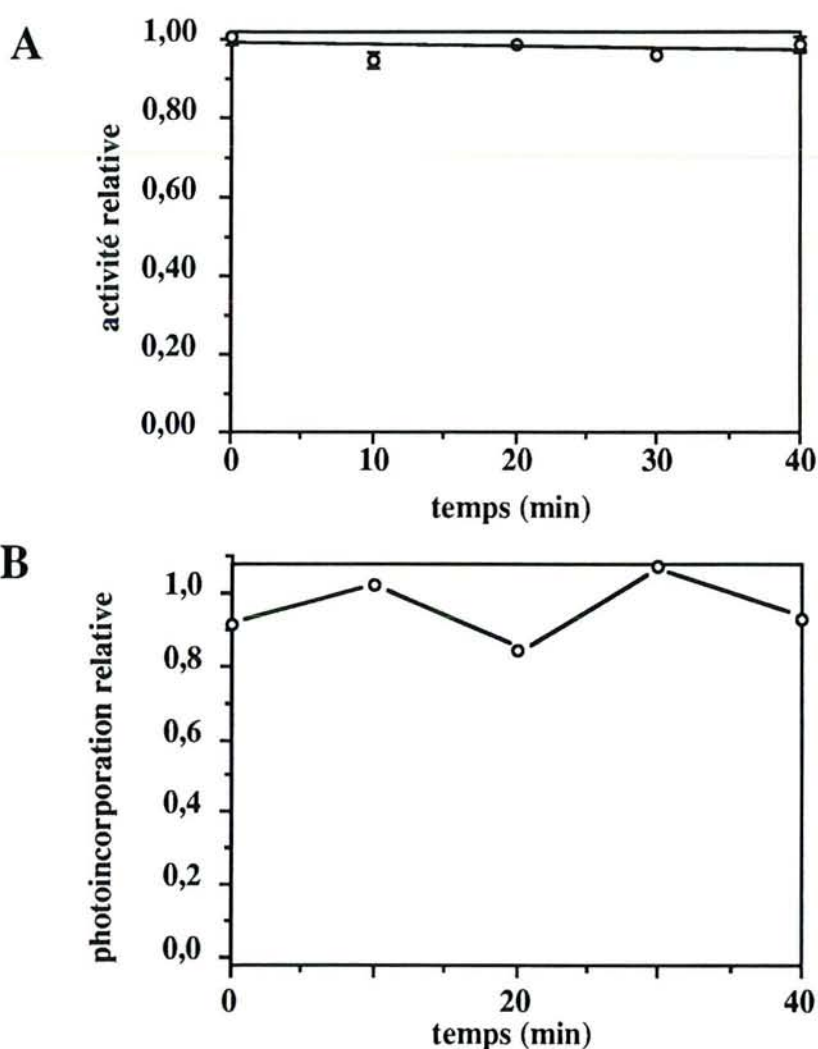 A
activité relative
1,00
0,80
0,60
0,40
0,20
0,00
0 10 20 30 40
temps (min)
B
photoincorporation relative
1,0
0,8
0,6
0,4
0,2
0,0
0 20 40
temps (min)